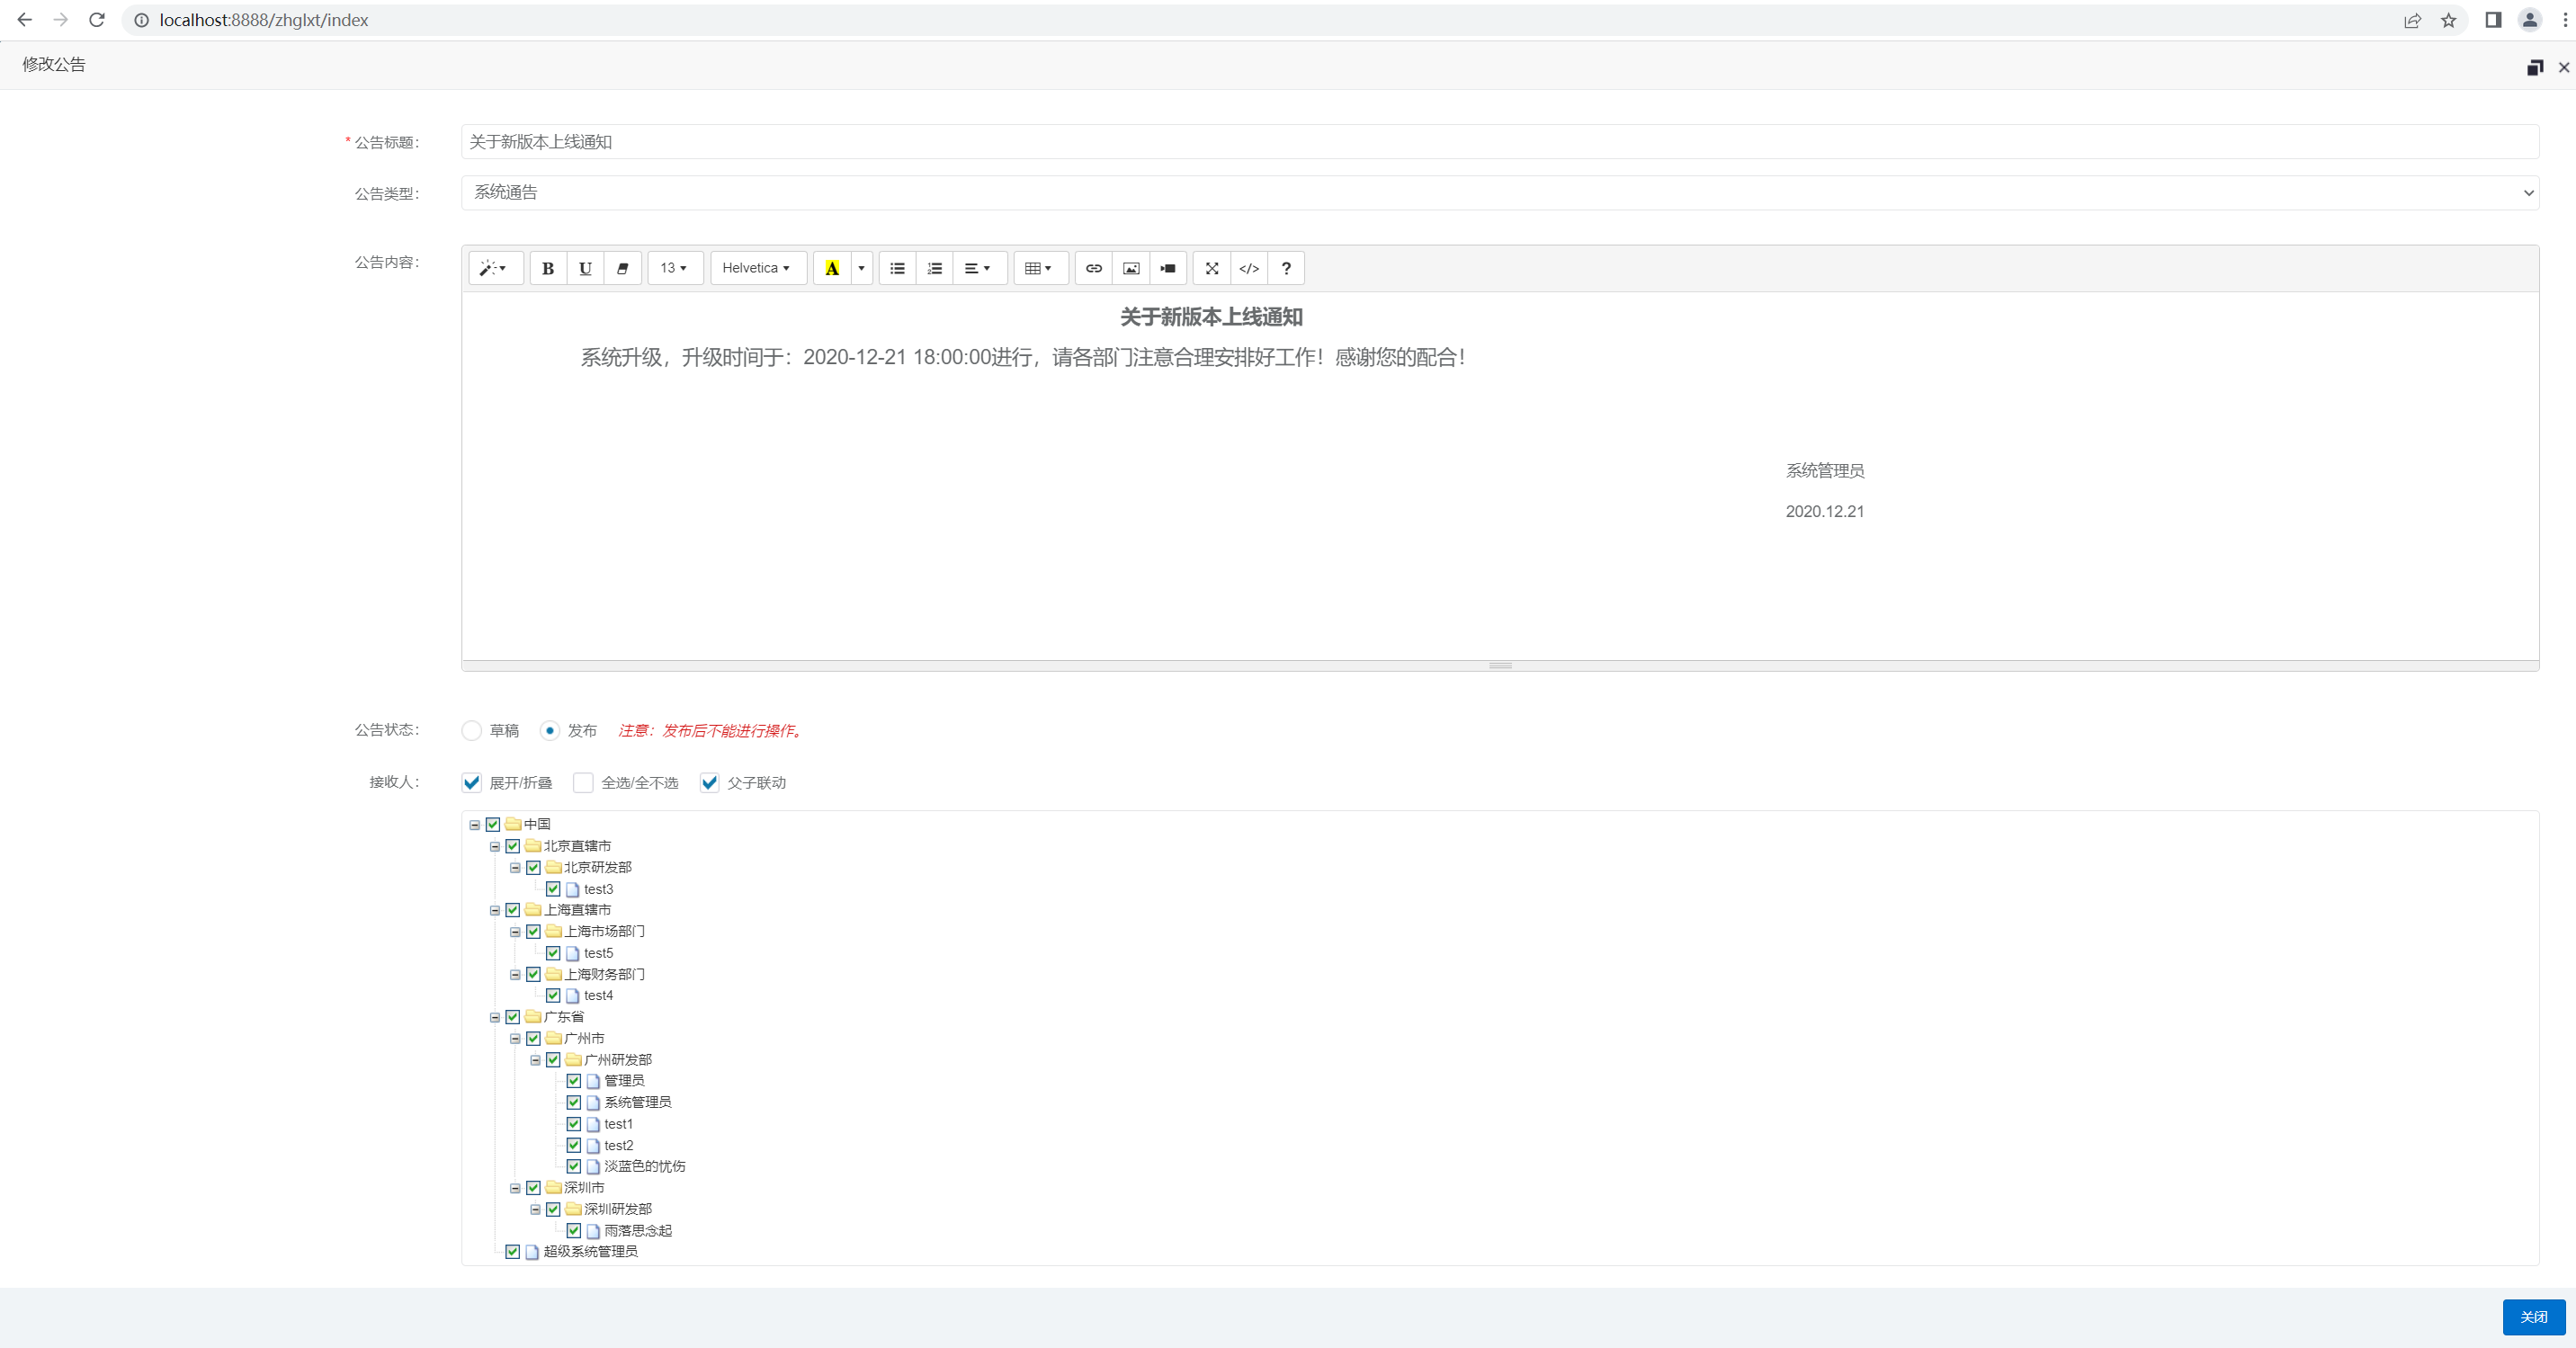 localhost:8888/zhglxt/index
修改公告
* 公告标题：
关于新版本上线通知
公告类型：
系统通告
公告内容：
B U 13 Helvetica A </> ?
关于新版本上线通知
系统升级，升级时间于：2020-12-21 18:00:00进行，请各部门注意合理安排好工作！感谢您的配合！
系统管理员
2020.12.21
公告状态：
草稿 发布 注意：发布后不能进行操作。
接收人：
展开/折叠 全选/全不选 父子联动
中国
北京直辖市
北京研发部
test3
上海直辖市
上海市场部门
test5
上海财务部门
test4
广东省
广州市
广州研发部
管理员
系统管理员
test1
test2
淡蓝色的忧伤
深圳市
深圳研发部
雨落思念起
超级系统管理员
关闭